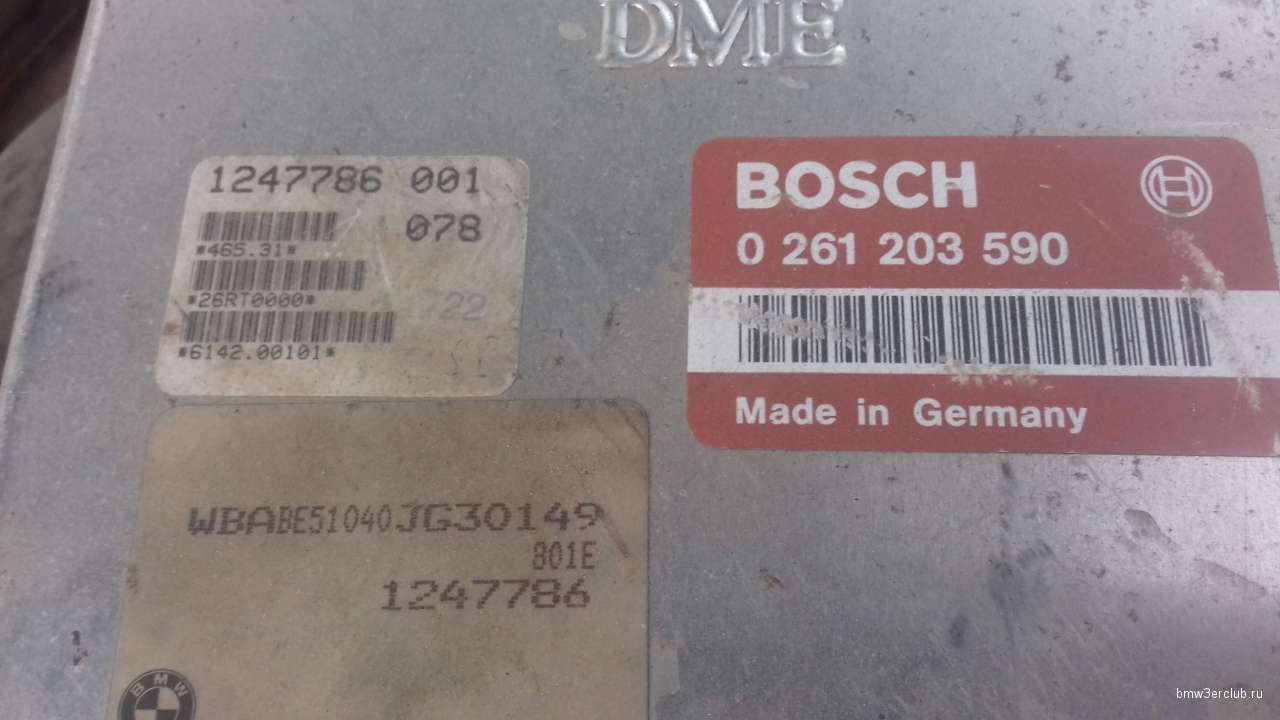 DME
1247786 001
078
*465.31*
*26RT0000*
722
*6142.00101*
BOSCH
0 261 203 590
Made in Germany
WBABE51040JG30149
801E
1247786
BMW
bmw3erclub.ru